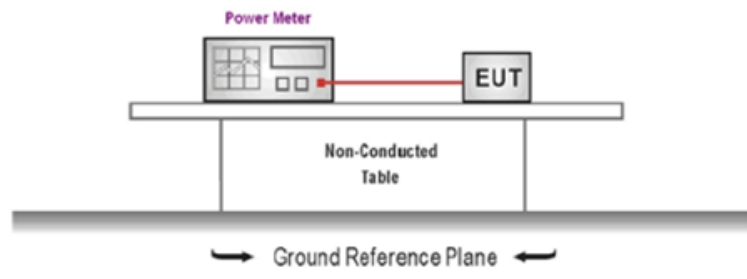 Power Meter
EUT
Non-Conducted
Table
Ground Reference Plane